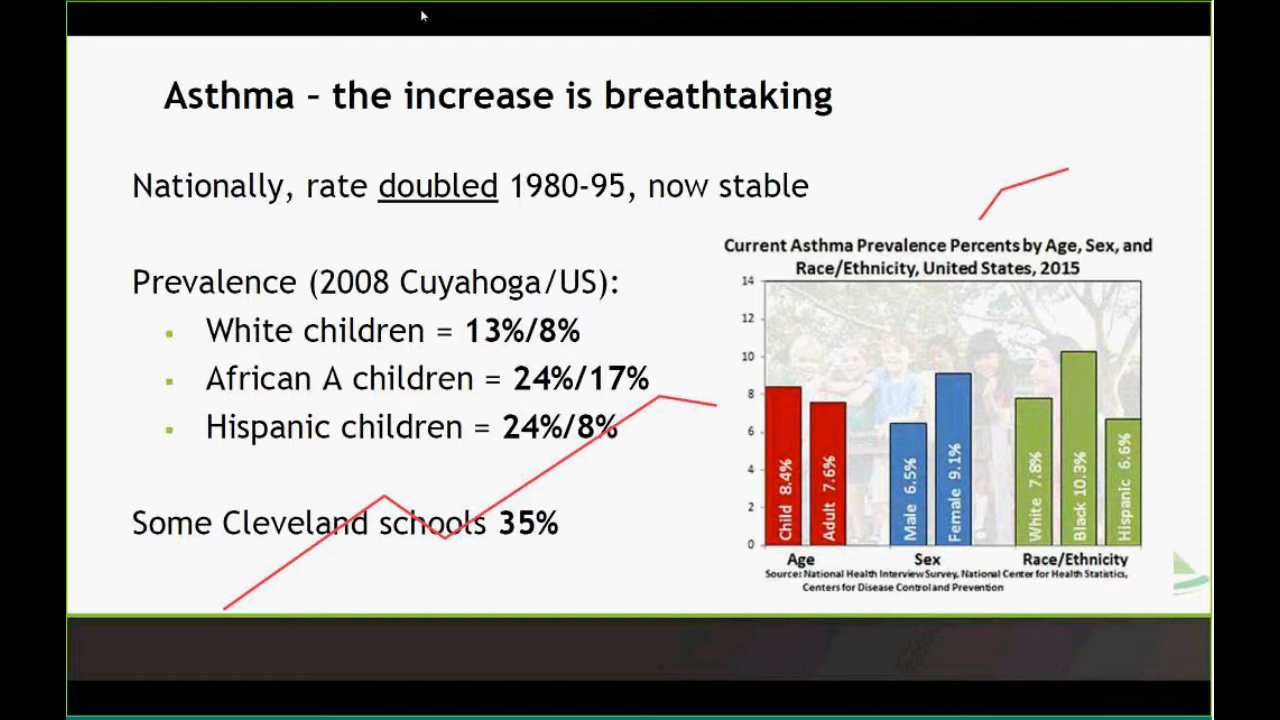 Asthma – the increase is breathtaking
Nationally, rate doubled 1980-95, now stable
Prevalence (2008 Cuyahoga/US):
▪ White children = 13%/8%
▪ African A children = 24%/17%
▪ Hispanic children = 24%/8%
Some Cleveland schools 35%
Current Asthma Prevalence Percents by Age, Sex, and
Race/Ethnicity, United States, 2015
14
12
10
8
6
4
2
0
Child 8.4%
Adult 7.6%
Male 6.5%
Female 9.1%
White 7.8%
Black 10.3%
Hispanic 6.6%
Age
Sex
Race/Ethnicity
Source: National Health Interview Survey, National Center for Health Statistics,
Centers for Disease Control and Prevention